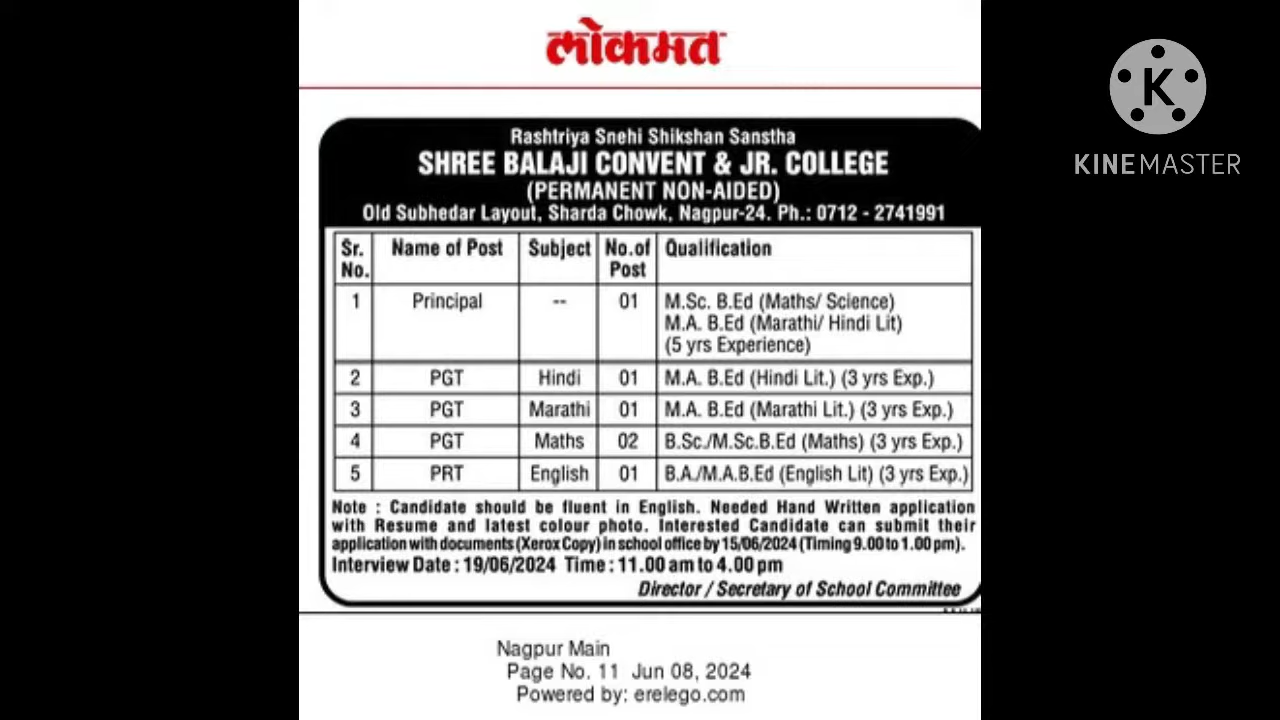 लोकमत
K
KINEMASTER
Rashtriya Snehi Shikshan Sanstha
SHREE BALAJI CONVENT & JR. COLLEGE
(PERMANENT NON-AIDED)
Old Subhedar Layout, Sharda Chowk, Nagpur-24. Ph.: 0712 - 2741991
Sr. No. Name of Post Subject No.of Post Qualification
1 Principal -- 01 M.Sc. B.Ed (Maths/ Science)
M.A. B.Ed (Marathi/ Hindi Lit)
(5 yrs Experience)
2 PGT Hindi 01 M.A. B.Ed (Hindi Lit.) (3 yrs Exp.)
3 PGT Marathi 01 M.A. B.Ed (Marathi Lit.) (3 yrs Exp.)
4 PGT Maths 02 B.Sc./M.Sc.B.Ed (Maths) (3 yrs Exp.)
5 PRT English 01 B.A./M.A.B.Ed (English Lit) (3 yrs Exp.)
Note : Candidate should be fluent in English. Needed Hand Written application
with Resume and latest colour photo. Interested Candidate can submit their
application with documents (Xerox Copy) in school office by 15/06/2024 (Timing 9.00 to 1.00 pm).
Interview Date : 19/06/2024 Time : 11.00 am to 4.00 pm
Director / Secretary of School Committee
Nagpur Main
Page No. 11 Jun 08, 2024
Powered by: erelego.com